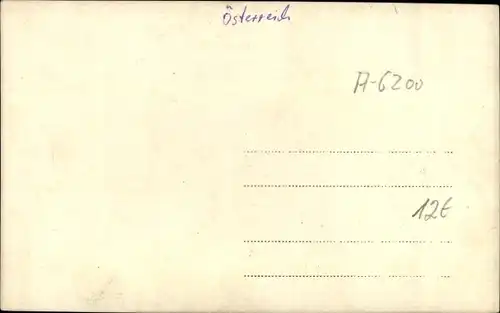 Österreich
A-6200
12€